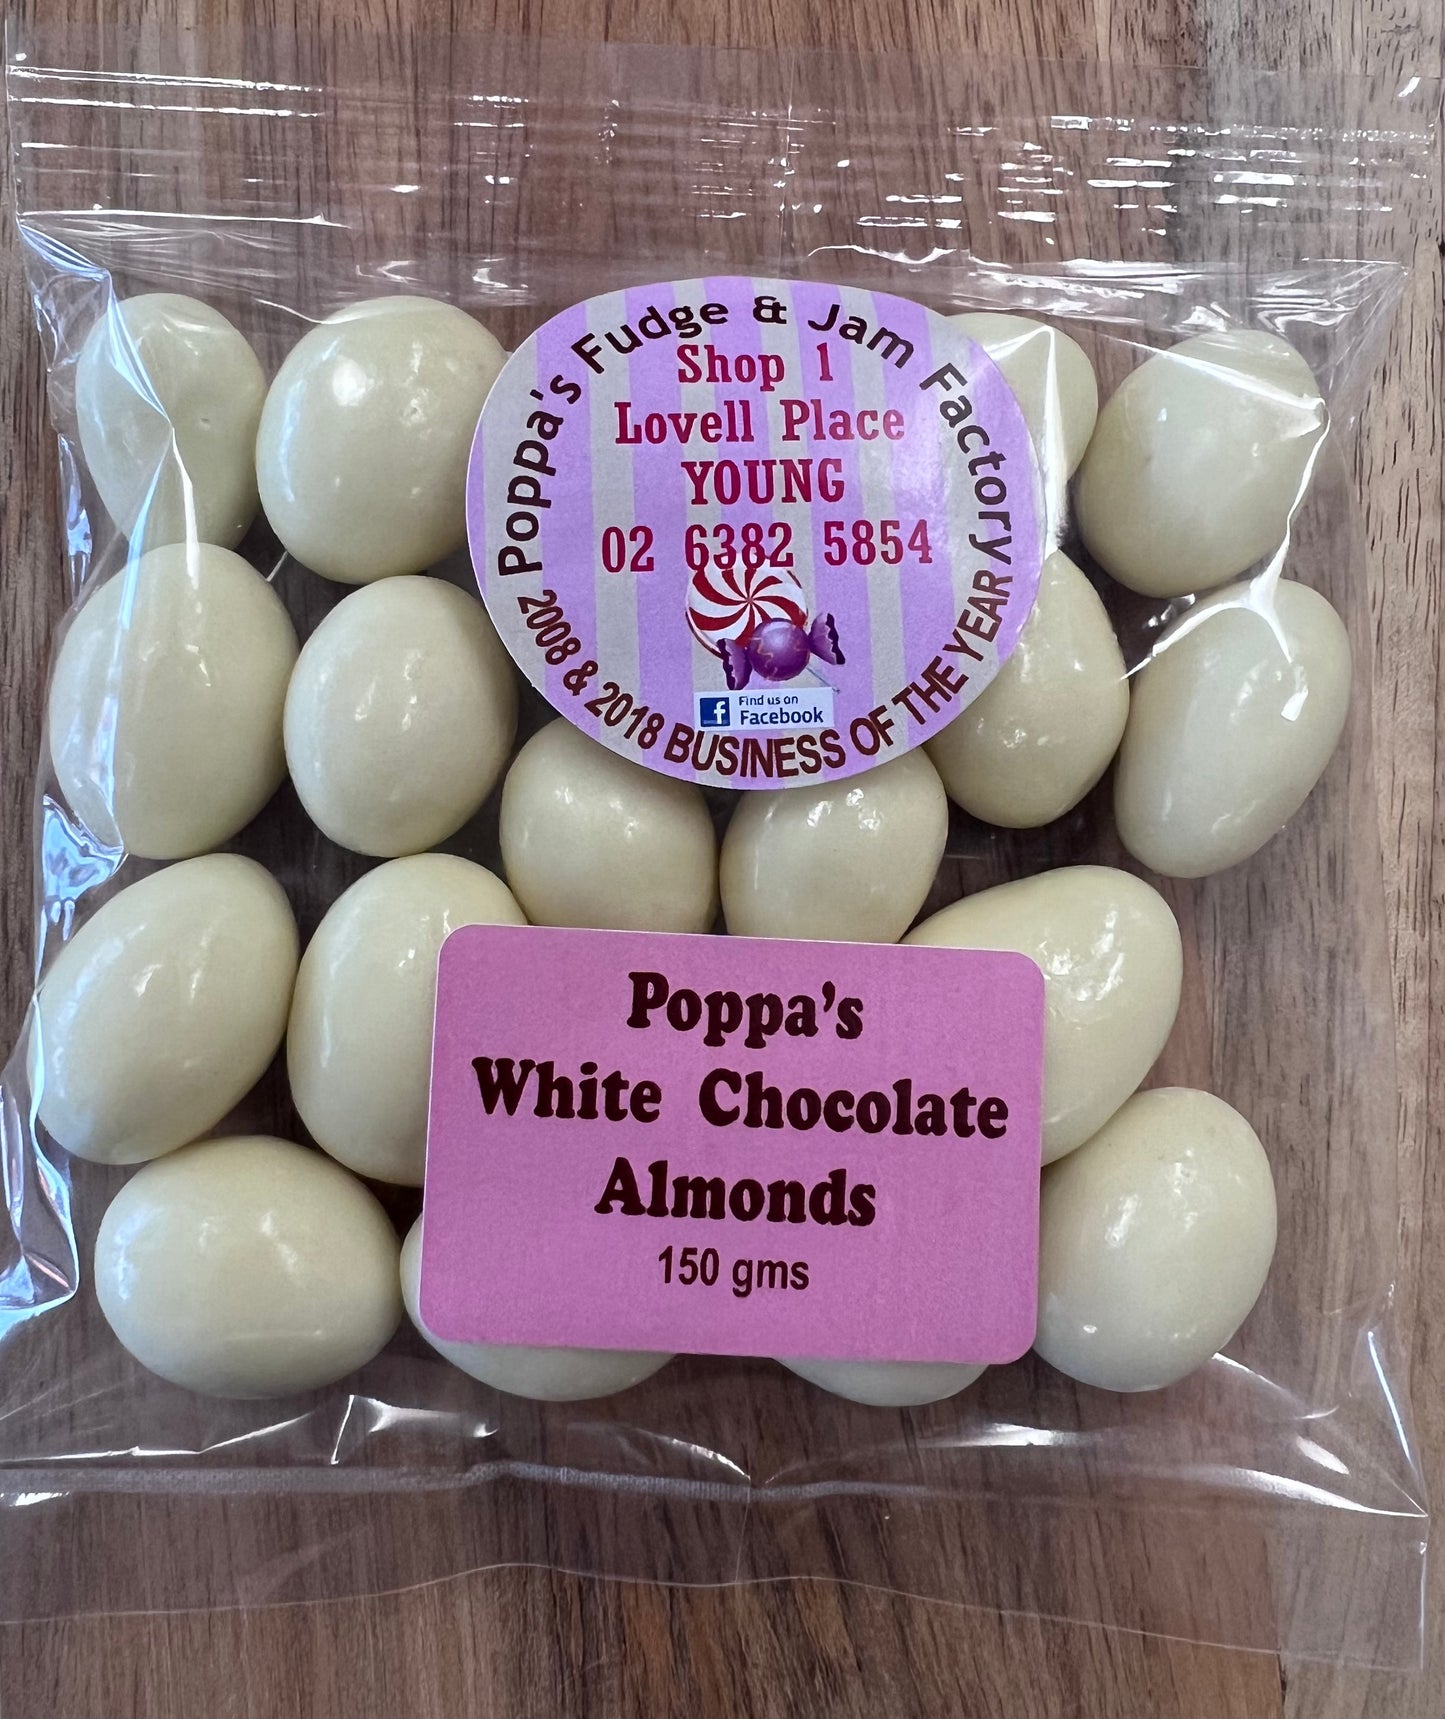 Poppa's Fudge & Jam Factory
Shop 1
Lovell Place
YOUNG
02 6382 5854
Find us on
Facebook
2008 & 2018 BUSINESS OF THE YEAR
Poppa's
White Chocolate
Almonds
150 gms